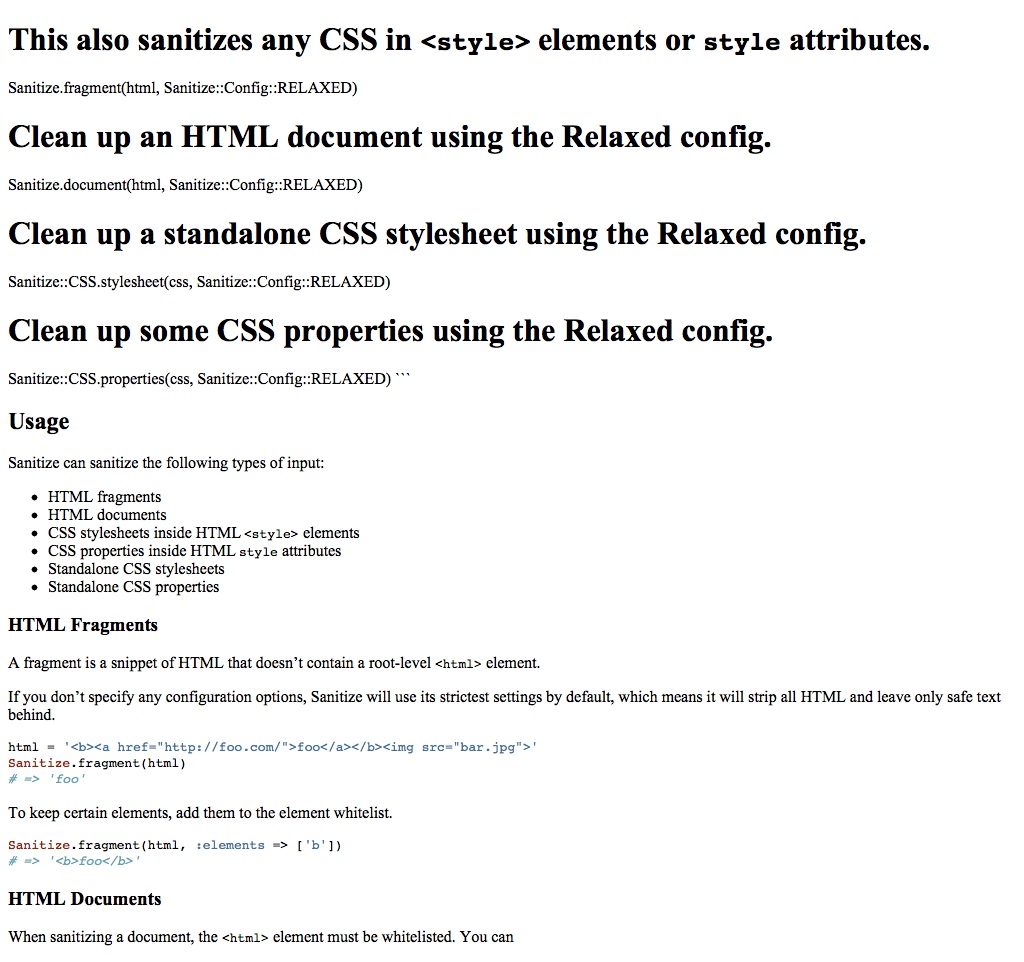 This also sanitizes any CSS in <style> elements or style attributes.
Sanitize.fragment(html, Sanitize::Config::RELAXED)
Clean up an HTML document using the Relaxed config.
Sanitize.document(html, Sanitize::Config::RELAXED)
Clean up a standalone CSS stylesheet using the Relaxed config.
Sanitize::CSS.stylesheet(css, Sanitize::Config::RELAXED)
Clean up some CSS properties using the Relaxed config.
Sanitize::CSS.properties(css, Sanitize::Config::RELAXED) ```
Usage
Sanitize can sanitize the following types of input:
• HTML fragments
• HTML documents
• CSS stylesheets inside HTML <style> elements
• CSS properties inside HTML style attributes
• Standalone CSS stylesheets
• Standalone CSS properties
HTML Fragments
A fragment is a snippet of HTML that doesn’t contain a root-level <html> element.
If you don’t specify any configuration options, Sanitize will use its strictest settings by default, which means it will strip all HTML and leave only safe text
behind.
html = '<b><a href="http://foo.com/">foo</a></b><img src="bar.jpg">'
Sanitize.fragment(html)
# => 'foo'
To keep certain elements, add them to the element whitelist.
Sanitize.fragment(html, :elements => ['b'])
# => '<b>foo</b>'
HTML Documents
When sanitizing a document, the <html> element must be whitelisted. You can